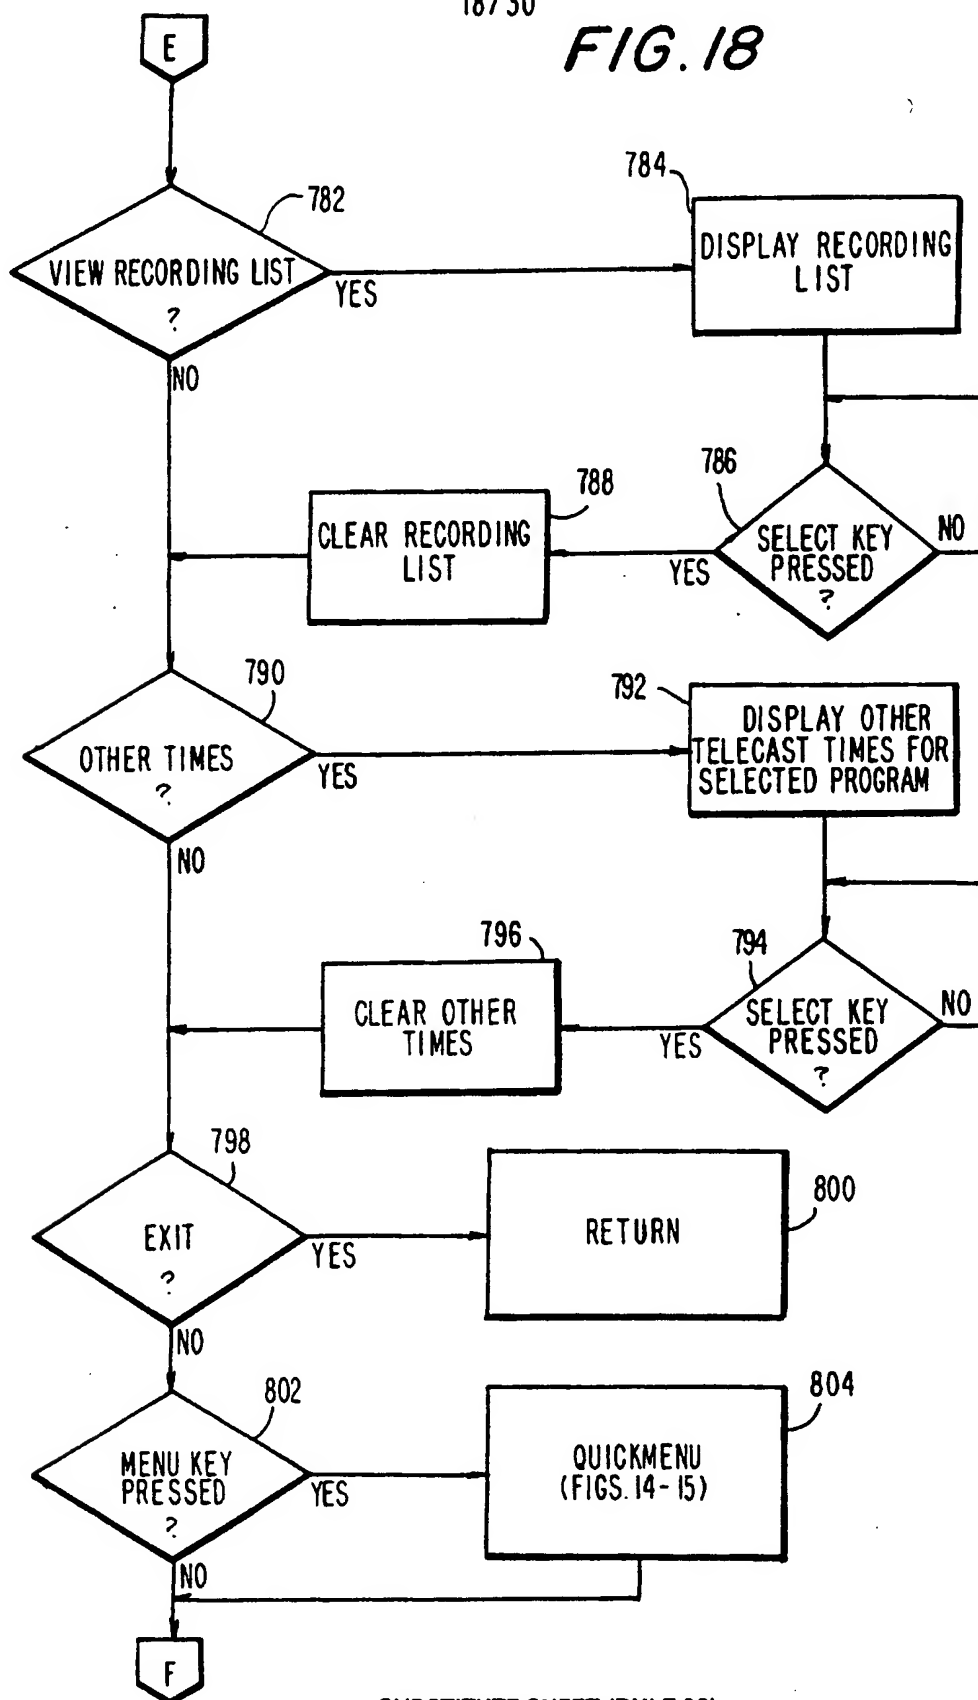 18/30
FIG. 18
E
782
VIEW RECORDING LIST
?
YES
NO
784
DISPLAY RECORDING
LIST
786
SELECT KEY
PRESSED
?
NO
YES
788
CLEAR RECORDING
LIST
790
OTHER TIMES
?
YES
NO
792
DISPLAY OTHER
TELECAST TIMES FOR
SELECTED PROGRAM
794
SELECT KEY
PRESSED
?
NO
YES
796
CLEAR OTHER
TIMES
798
EXIT
?
YES
NO
800
RETURN
802
MENU KEY
PRESSED
?
YES
NO
804
QUICKMENU
(FIGS. 14-15)
F